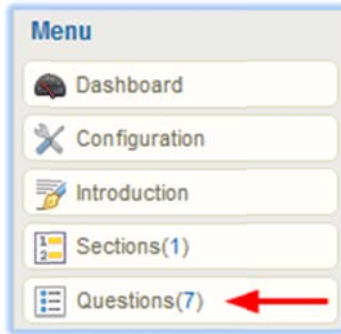 Menu
Dashboard
Configuration
Introduction
Sections(1)
Questions(7)